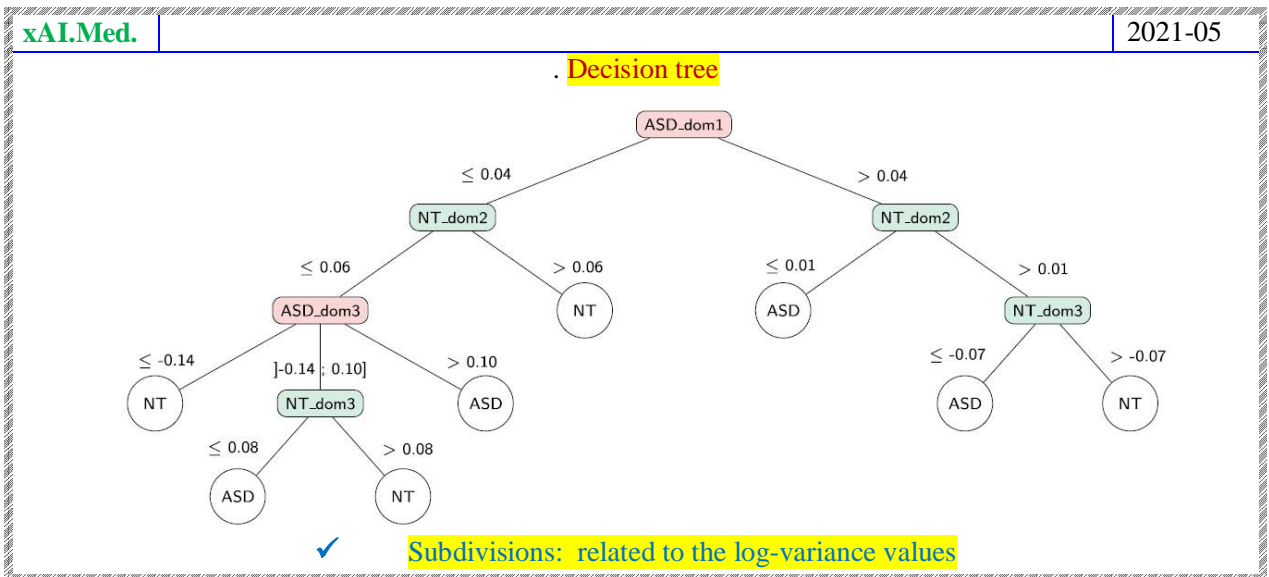 xAI.Med. 2021-05
. Decision tree
ASD_dom1
≤ 0.04 > 0.04
NT_dom2 NT_dom2
≤ 0.06 > 0.06 ≤ 0.01 > 0.01
ASD_dom3 NT ASD NT_dom3
≤ -0.14 ]-0.14 ; 0.10] > 0.10 ≤ -0.07 > -0.07
NT NT_dom3 ASD ASD NT
≤ 0.08 > 0.08
ASD NT
✓ Subdivisions: related to the log-variance values